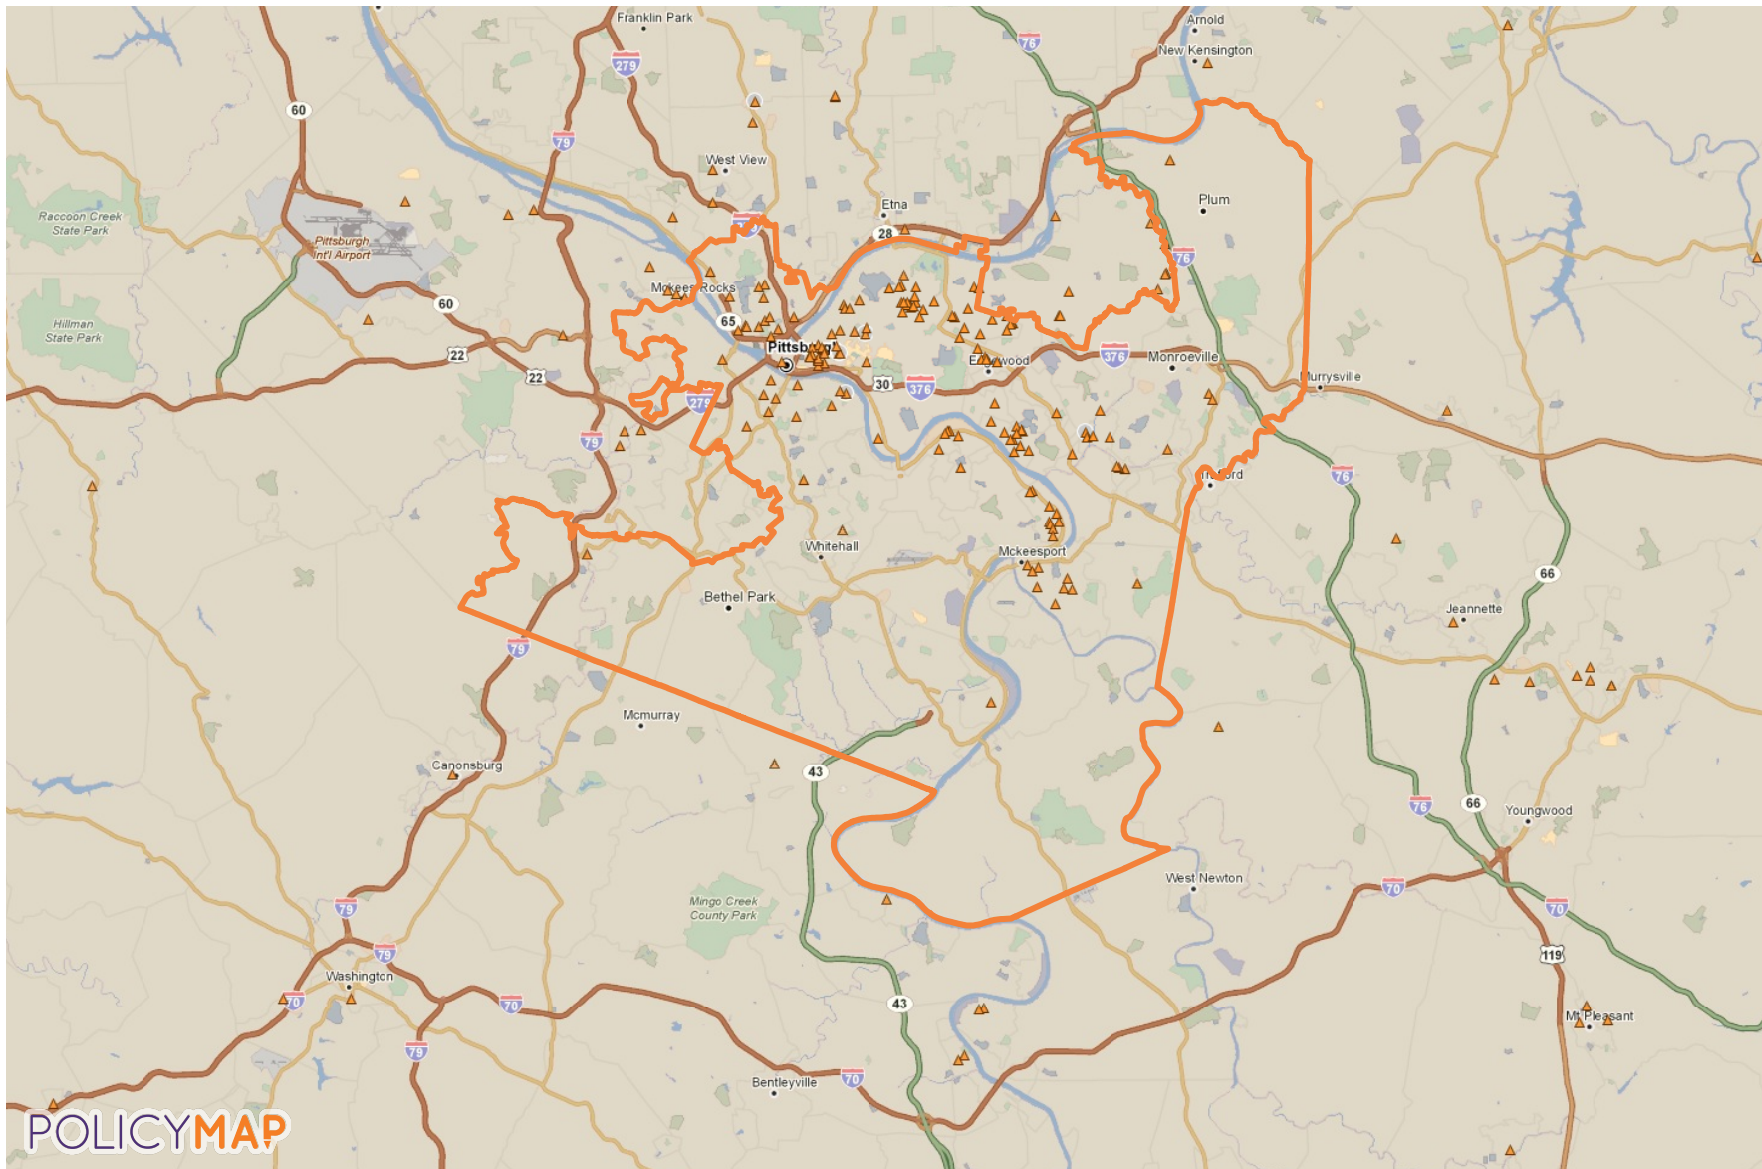 Franklin Park
Arnold
76
New Kensington
279
60
79
West View
Raccoon Creek
State Park
Plum
Etna
28
Pittsburgh
Int'l Airport
76
Mckees Rocks
60
Hillman
State Park
65
22
Pittsburgh
376
Monroeville
22
30
376
Murrysville
279
79
76
Trafford
Whitehall
Mckeesport
66
Bethel Park
Jeannette
79
Mcmurray
Canonsburg
43
76
66
Youngwood
West Newton
70
Mingo Creek
County Park
79
70
79
119
Washington
70
70
43
Mt Pleasant
79
70
Bentleyville
POLICYMAP